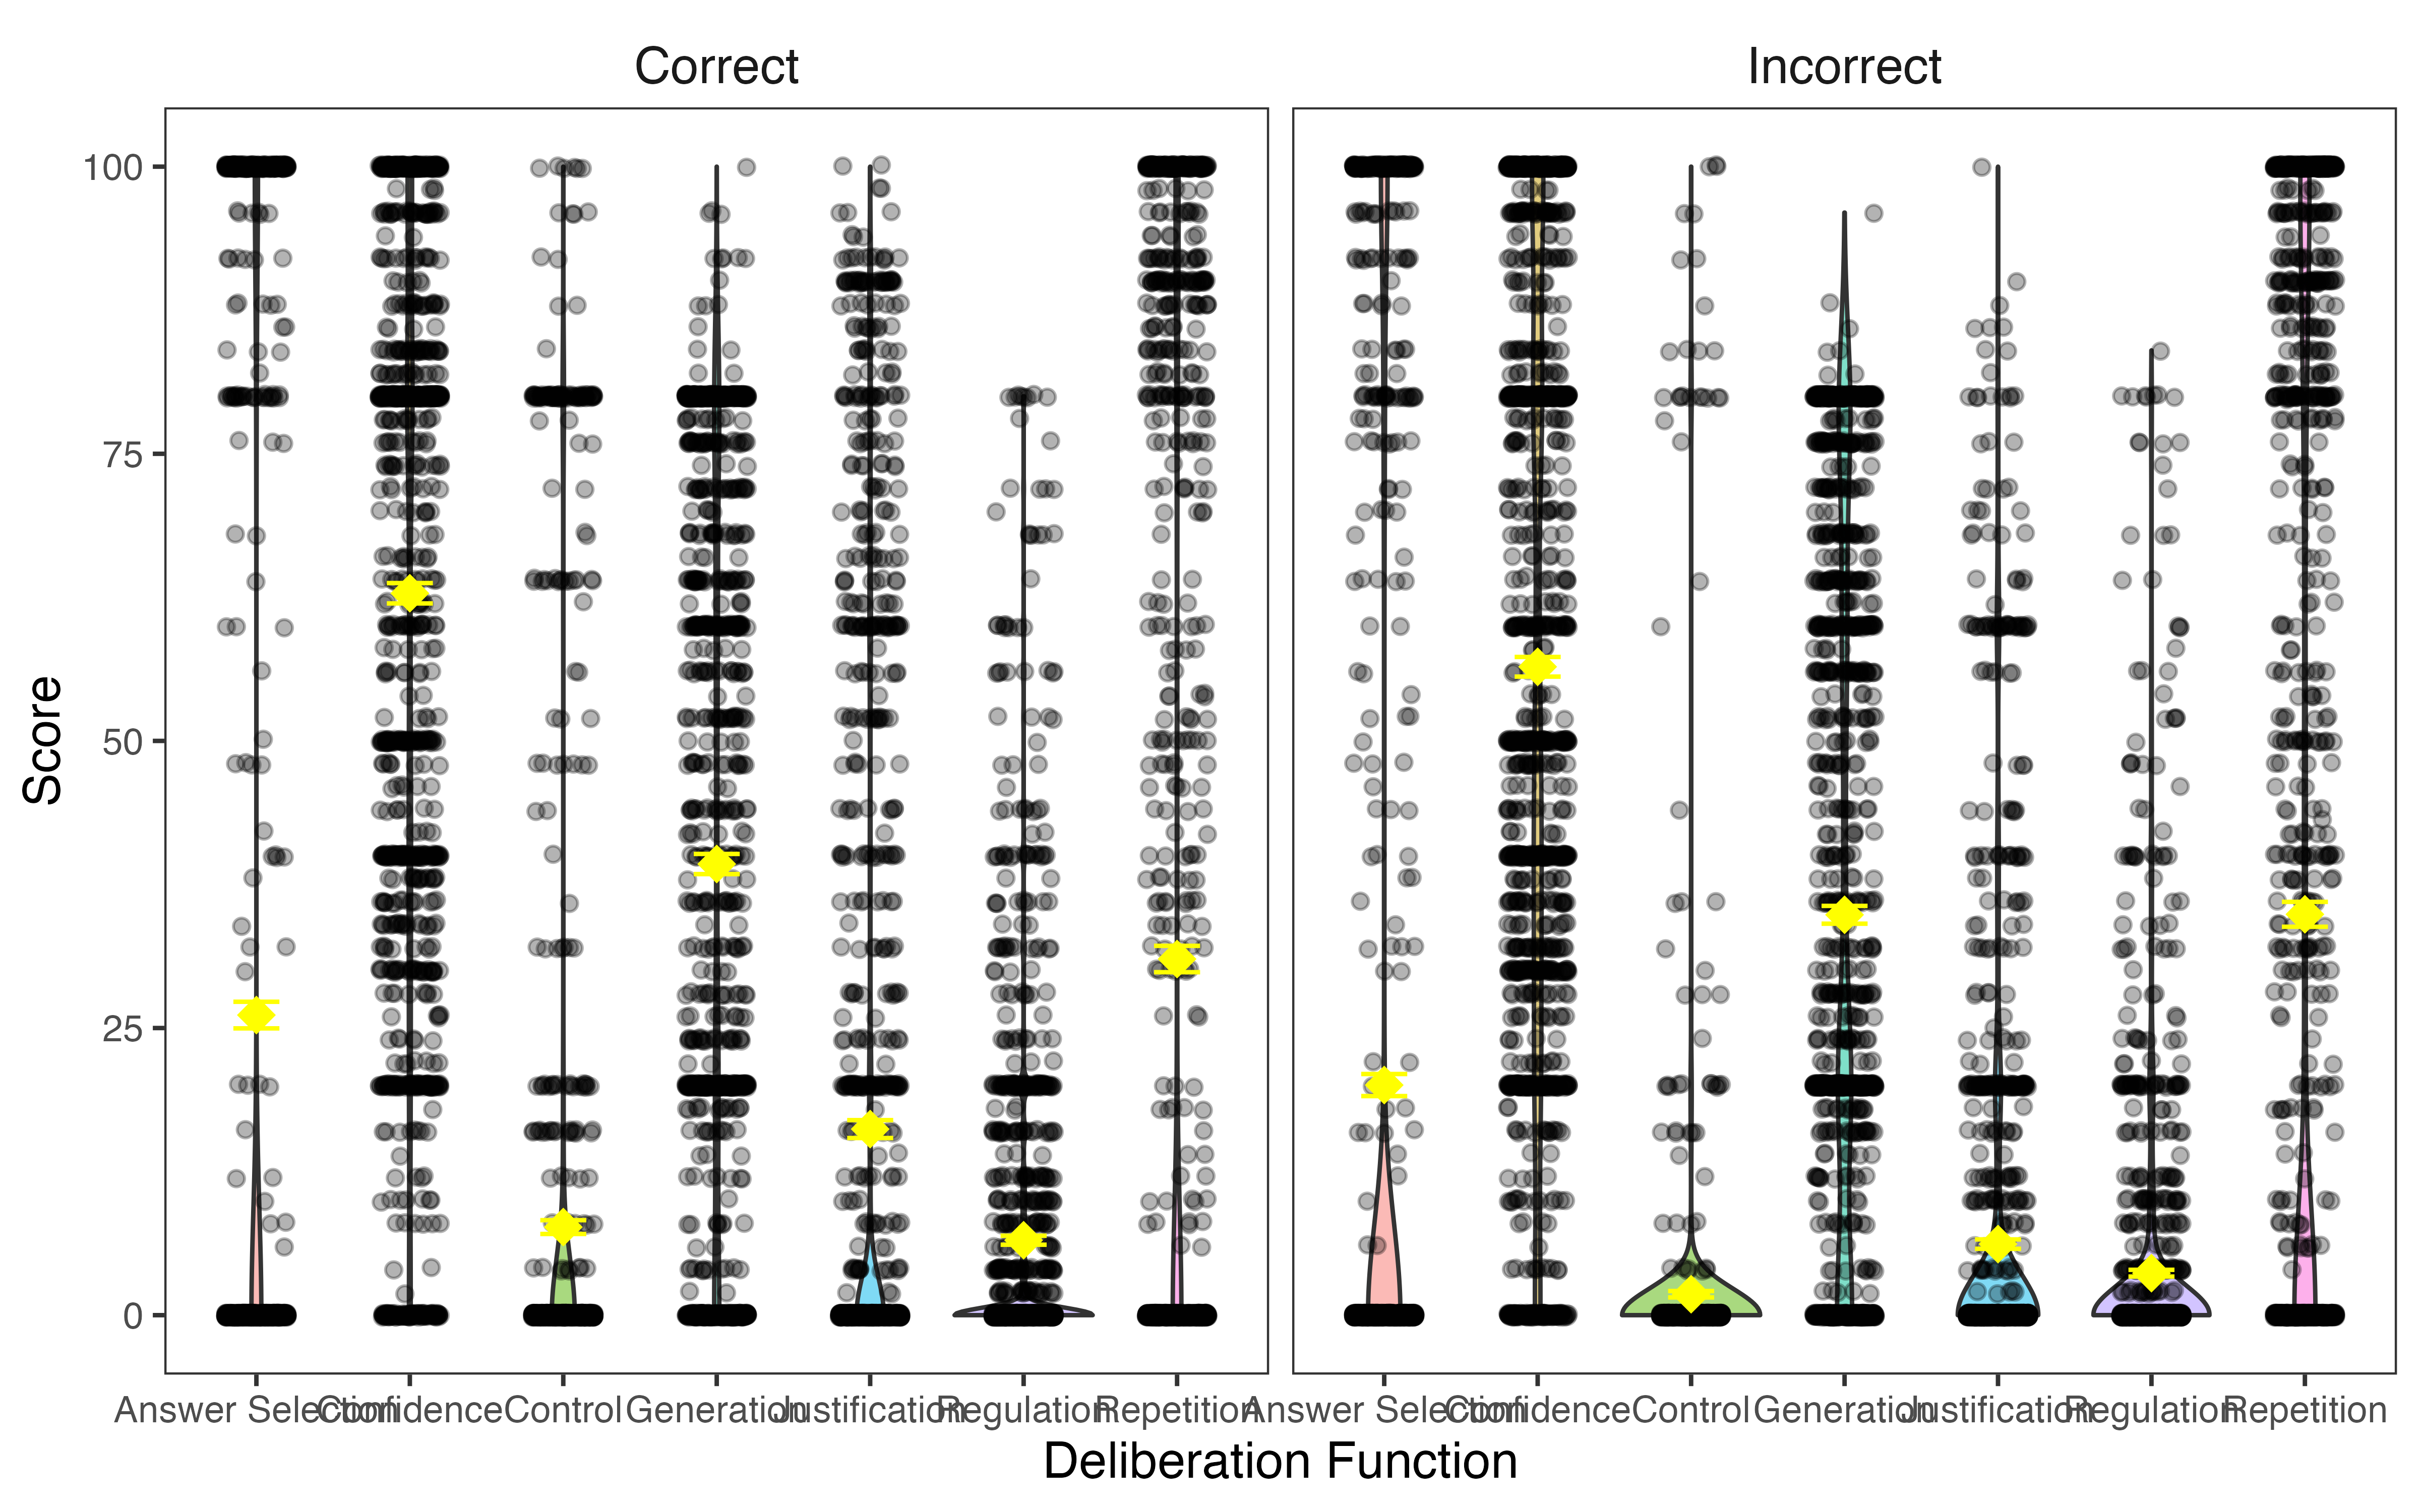 Correct Incorrect
Score
100
75
50
25
0
Answer Selection Confidence Control Generation Justification Regulation Repetition Answer Selection Confidence Control Generation Justification Regulation Repetition
Deliberation Function